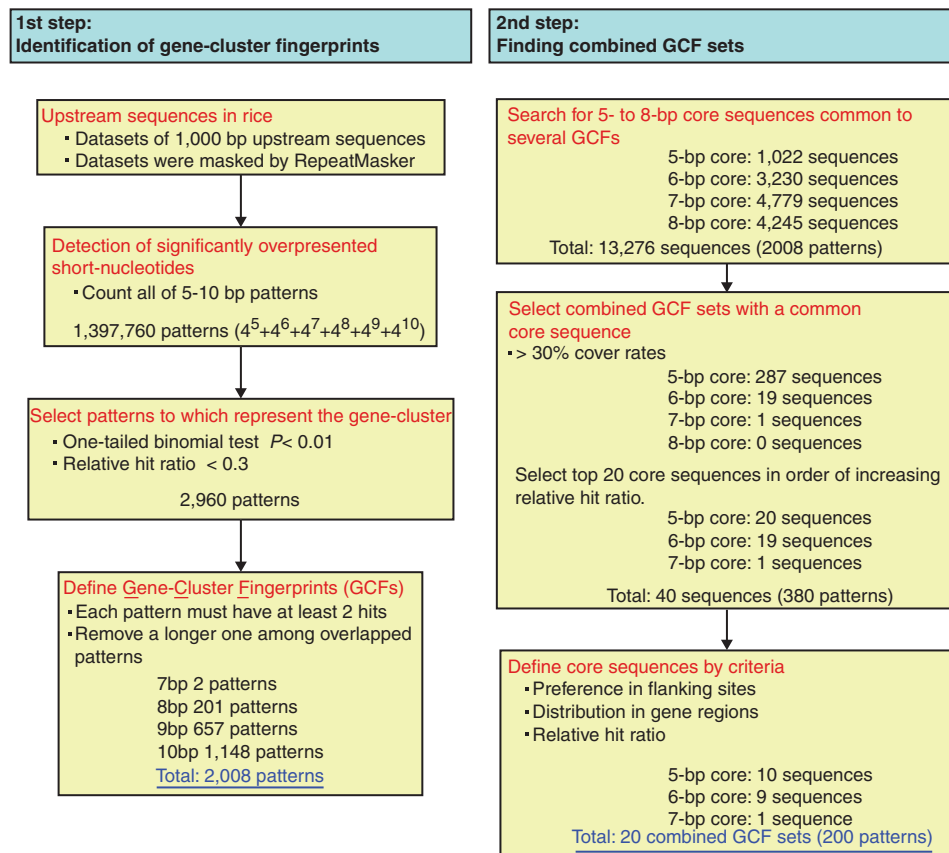 1st step:
Identification of gene-cluster fingerprints
Upstream sequences in rice
▪ Datasets of 1,000 bp upstream sequences
▪ Datasets were masked by RepeatMasker
Detection of significantly overpresented
short-nucleotides
▪ Count all of 5-10 bp patterns
1,397,760 patterns (4⁵+4⁶+4⁷+4⁸+4⁹+4¹⁰)
Select patterns to which represent the gene-cluster
▪ One-tailed binomial test P< 0.01
▪ Relative hit ratio < 0.3
2,960 patterns
Define Gene-Cluster Fingerprints (GCFs)
▪ Each pattern must have at least 2 hits
▪ Remove a longer one among overlapped
patterns
7bp 2 patterns
8bp 201 patterns
9bp 657 patterns
10bp 1,148 patterns
Total: 2,008 patterns
2nd step:
Finding combined GCF sets
Search for 5- to 8-bp core sequences common to
several GCFs
5-bp core: 1,022 sequences
6-bp core: 3,230 sequences
7-bp core: 4,779 sequences
8-bp core: 4,245 sequences
Total: 13,276 sequences (2008 patterns)
Select combined GCF sets with a common
core sequence
▪ > 30% cover rates
5-bp core: 287 sequences
6-bp core: 19 sequences
7-bp core: 1 sequences
8-bp core: 0 sequences
Select top 20 core sequences in order of increasing
relative hit ratio.
5-bp core: 20 sequences
6-bp core: 19 sequences
7-bp core: 1 sequences
Total: 40 sequences (380 patterns)
Define core sequences by criteria
▪ Preference in flanking sites
▪ Distribution in gene regions
▪ Relative hit ratio
5-bp core: 10 sequences
6-bp core: 9 sequences
7-bp core: 1 sequence
Total: 20 combined GCF sets (200 patterns)